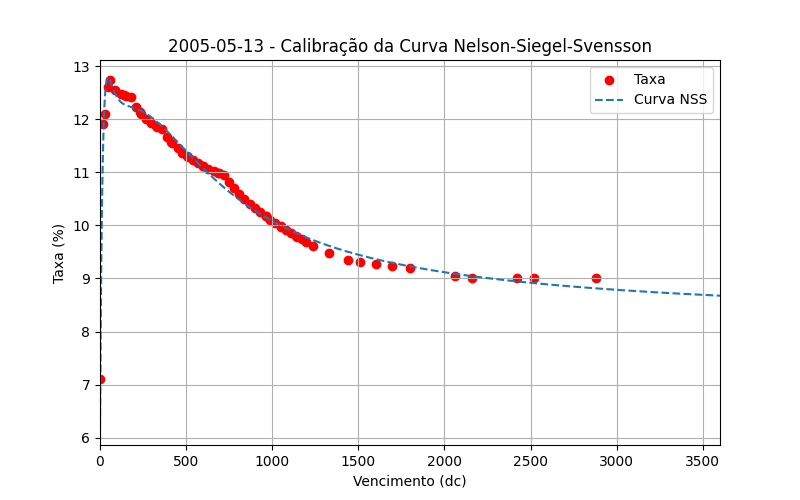 2005-05-13 - Calibração da Curva Nelson-Siegel-Svensson
Taxa
Curva NSS
Taxa (%)
13
12
11
10
9
8
7
6
0 500 1000 1500 2000 2500 3000 3500
Vencimento (dc)